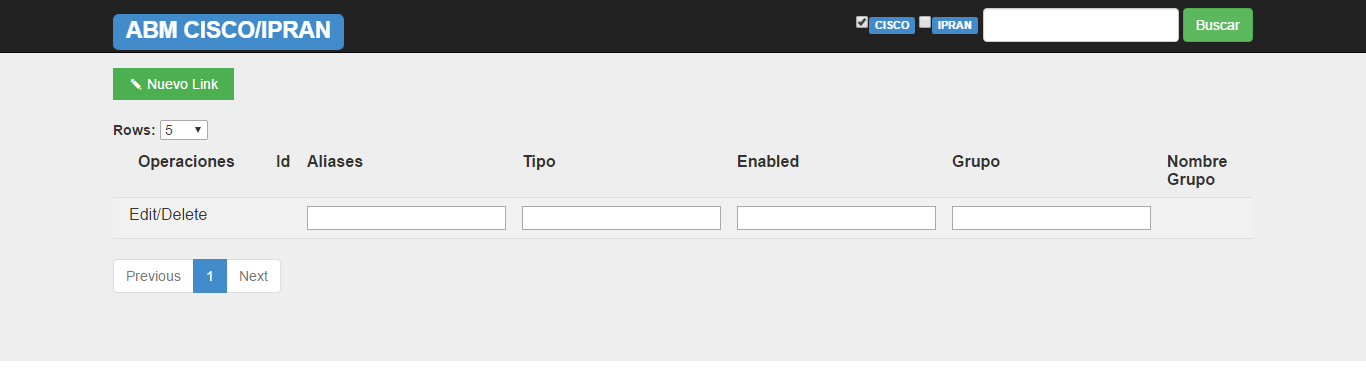 ABM CISCO/IPRAN
CISCO IPRAN Buscar
Nuevo Link
Rows: 5
Operaciones Id Aliases Tipo Enabled Grupo Nombre Grupo
Edit/Delete
Previous 1 Next